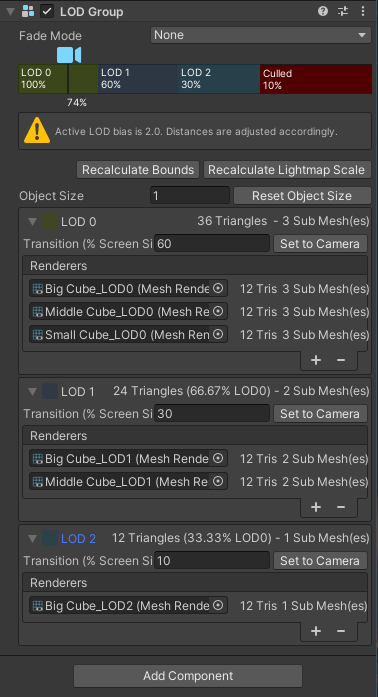 LOD Group
Fade Mode None
LOD 0 LOD 1 LOD 2 Culled
100% 60% 30% 10%
74%
Active LOD bias is 2.0. Distances are adjusted accordingly.
Recalculate Bounds Recalculate Lightmap Scale
Object Size 1 Reset Object Size
LOD 0 36 Triangles - 3 Sub Mesh(es)
Transition (% Screen Si 60 Set to Camera
Renderers
Big Cube_LOD0 (Mesh Rende 12 Tris 3 Sub Mesh(es)
Middle Cube_LOD0 (Mesh Re 12 Tris 3 Sub Mesh(es)
Small Cube_LOD0 (Mesh Ren 12 Tris 3 Sub Mesh(es)
+ −
LOD 1 24 Triangles (66.67% LOD0) - 2 Sub Mesh(es)
Transition (% Screen Si 30 Set to Camera
Renderers
Big Cube_LOD1 (Mesh Rende 12 Tris 2 Sub Mesh(es)
Middle Cube_LOD1 (Mesh Re 12 Tris 2 Sub Mesh(es)
+ −
LOD 2 12 Triangles (33.33% LOD0) - 1 Sub Mesh(es)
Transition (% Screen Si 10 Set to Camera
Renderers
Big Cube_LOD2 (Mesh Rende 12 Tris 1 Sub Mesh(es)
+ −
Add Component